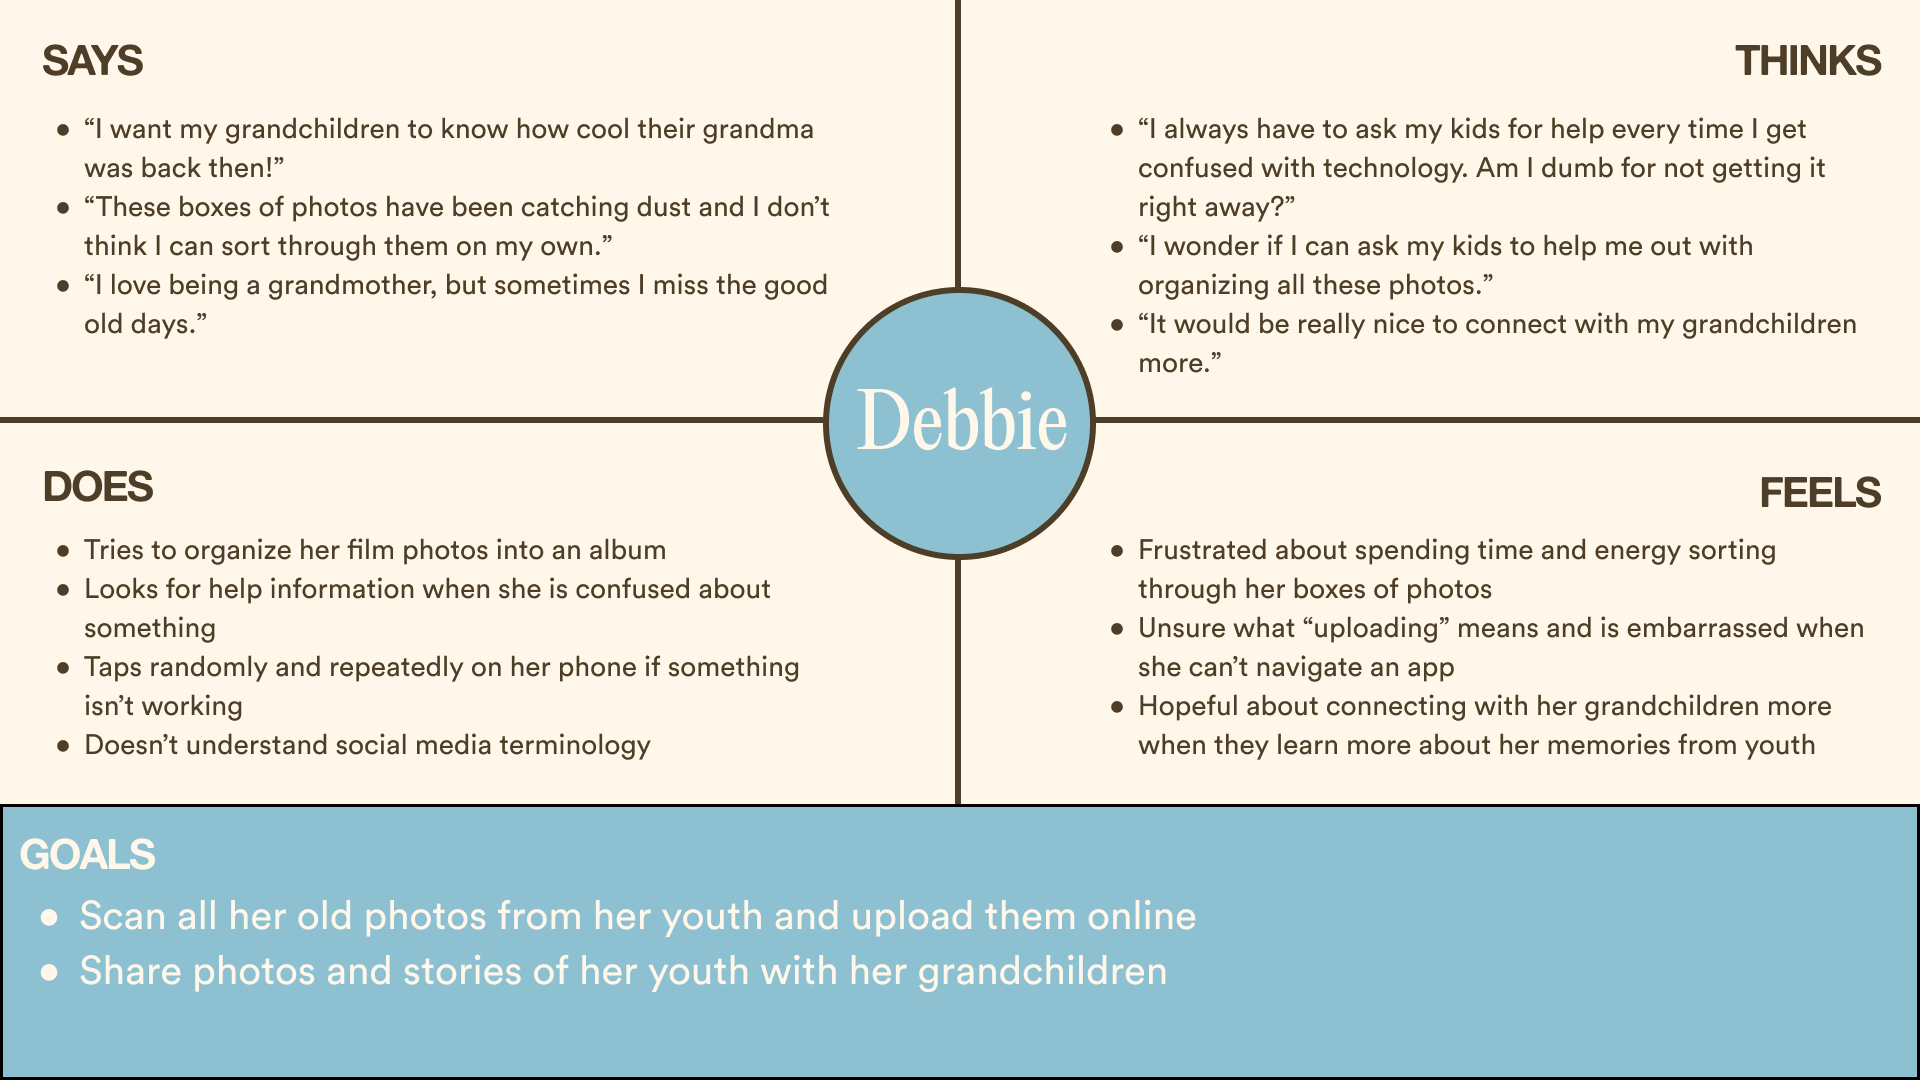 SAYS
● “I want my grandchildren to know how cool their grandma
was back then!”
● “These boxes of photos have been catching dust and I don’t
think I can sort through them on my own.”
● “I love being a grandmother, but sometimes I miss the good
old days.”
THINKS
● “I always have to ask my kids for help every time I get
confused with technology. Am I dumb for not getting it
right away?”
● “I wonder if I can ask my kids to help me out with
organizing all these photos.”
● “It would be really nice to connect with my grandchildren
more.”
Debbie
DOES
● Tries to organize her film photos into an album
● Looks for help information when she is confused about
something
● Taps randomly and repeatedly on her phone if something
isn’t working
● Doesn’t understand social media terminology
FEELS
● Frustrated about spending time and energy sorting
through her boxes of photos
● Unsure what “uploading” means and is embarrassed when
she can’t navigate an app
● Hopeful about connecting with her grandchildren more
when they learn more about her memories from youth
GOALS
● Scan all her old photos from her youth and upload them online
● Share photos and stories of her youth with her grandchildren